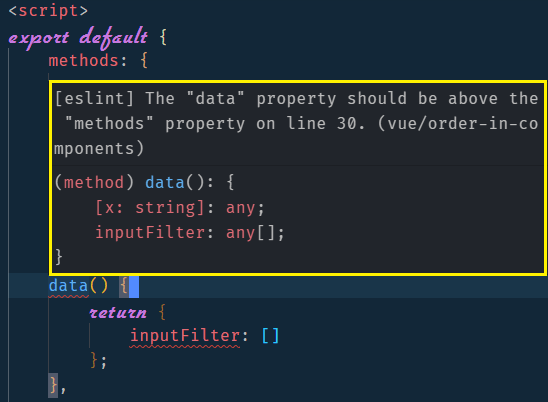 <script>
export default {
methods: {
[eslint] The "data" property should be above the
"methods" property on line 30. (vue/order-in-co
mponents)
(method) data(): {
[x: string]: any;
inputFilter: any[];
}
data() {
return {
inputFilter: []
};
},